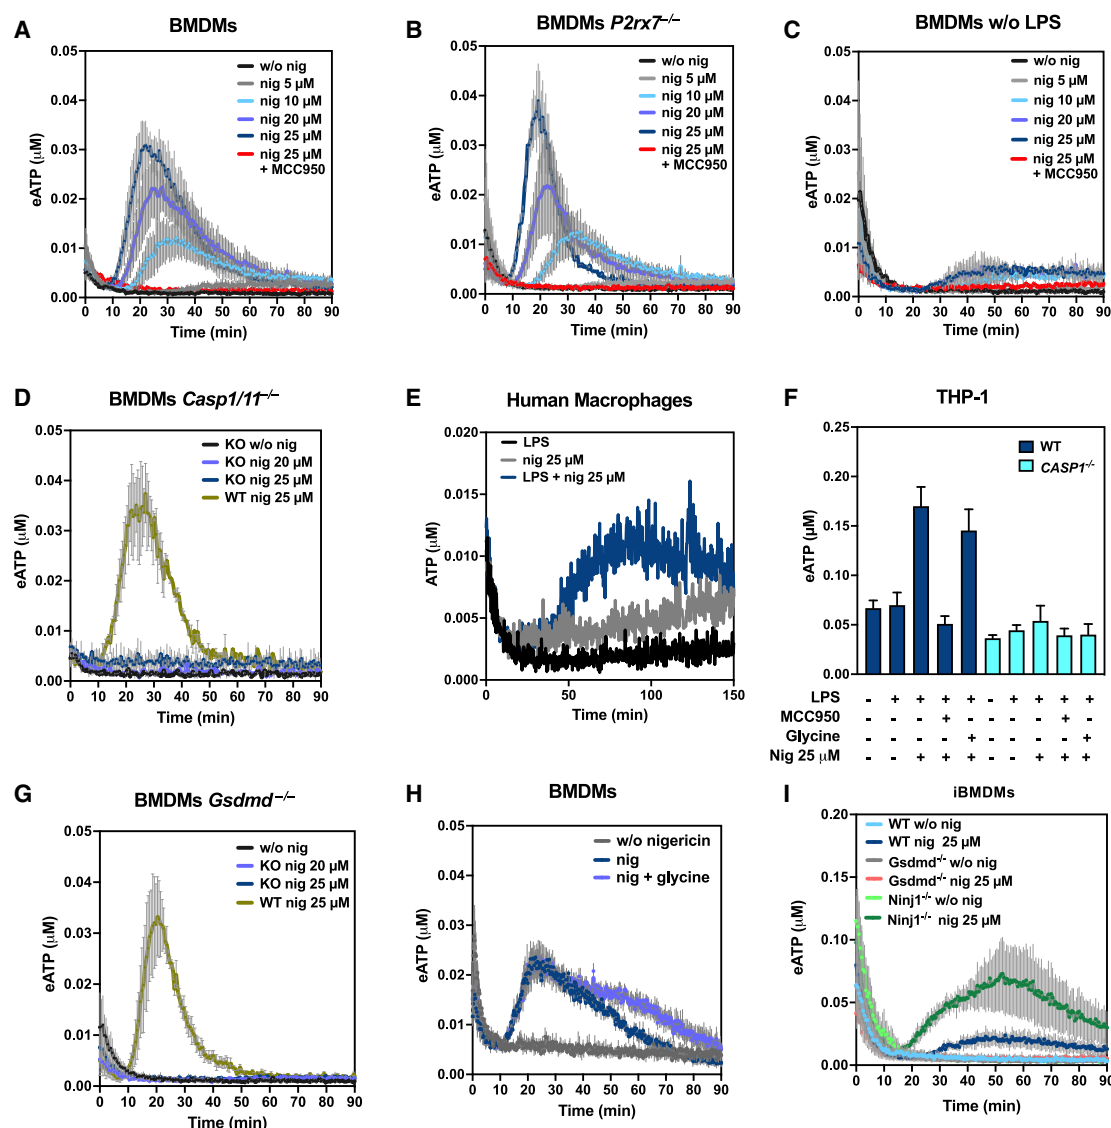 A
BMDMs
eATP (μM)
0.05
0.04
0.03
0.02
0.01
0.00
w/o nig
nig 5 μM
nig 10 μM
nig 20 μM
nig 25 μM
nig 25 μM
+ MCC950
0 10 20 30 40 50 60 70 80 90
Time (min)
B
BMDMs P2rx7–/–
eATP (μM)
0.05
0.04
0.03
0.02
0.01
0.00
w/o nig
nig 5 μM
nig 10 μM
nig 20 μM
nig 25 μM
nig 25 μM
+ MCC950
0 10 20 30 40 50 60 70 80 90
Time (min)
C
BMDMs w/o LPS
eATP (μM)
0.05
0.04
0.03
0.02
0.01
0.00
w/o nig
nig 5 μM
nig 10 μM
nig 20 μM
nig 25 μM
nig 25 μM
+ MCC950
0 10 20 30 40 50 60 70 80 90
Time (min)
D
BMDMs Casp1/11–/–
eATP (μM)
0.05
0.04
0.03
0.02
0.01
0.00
KO w/o nig
KO nig 20 μM
KO nig 25 μM
WT nig 25 μM
0 10 20 30 40 50 60 70 80 90
Time (min)
E
Human Macrophages
ATP (μM)
0.020
0.015
0.010
0.005
0.000
LPS
nig 25 μM
LPS + nig 25 μM
0 50 100 150
Time (min)
F
THP-1
eATP (μM)
0.25
0.20
0.15
0.10
0.05
0.00
WT
CASP1-/-
LPS - + + + + - + + + +
MCC950 - - - + - - - - + -
Glycine - - - - + - - - - +
Nig 25 μM - - + + + - - + + +
G
BMDMs Gsdmd–/–
eATP (μM)
0.05
0.04
0.03
0.02
0.01
0.00
w/o nig
KO nig 20 μM
KO nig 25 μM
WT nig 25 μM
0 10 20 30 40 50 60 70 80 90
Time (min)
H
BMDMs
eATP (μM)
0.05
0.04
0.03
0.02
0.01
0.00
w/o nigericin
nig
nig + glycine
0 10 20 30 40 50 60 70 80 90
Time (min)
I
iBMDMs
eATP (μM)
0.20
0.15
0.10
0.05
0.00
WT w/o nig
WT nig 25 μM
Gsdmd-/- w/o nig
Gsdmd-/- nig 25 μM
Ninj1-/- w/o nig
Ninj1-/- nig 25 μM
0 10 20 30 40 50 60 70 80 90
Time (min)